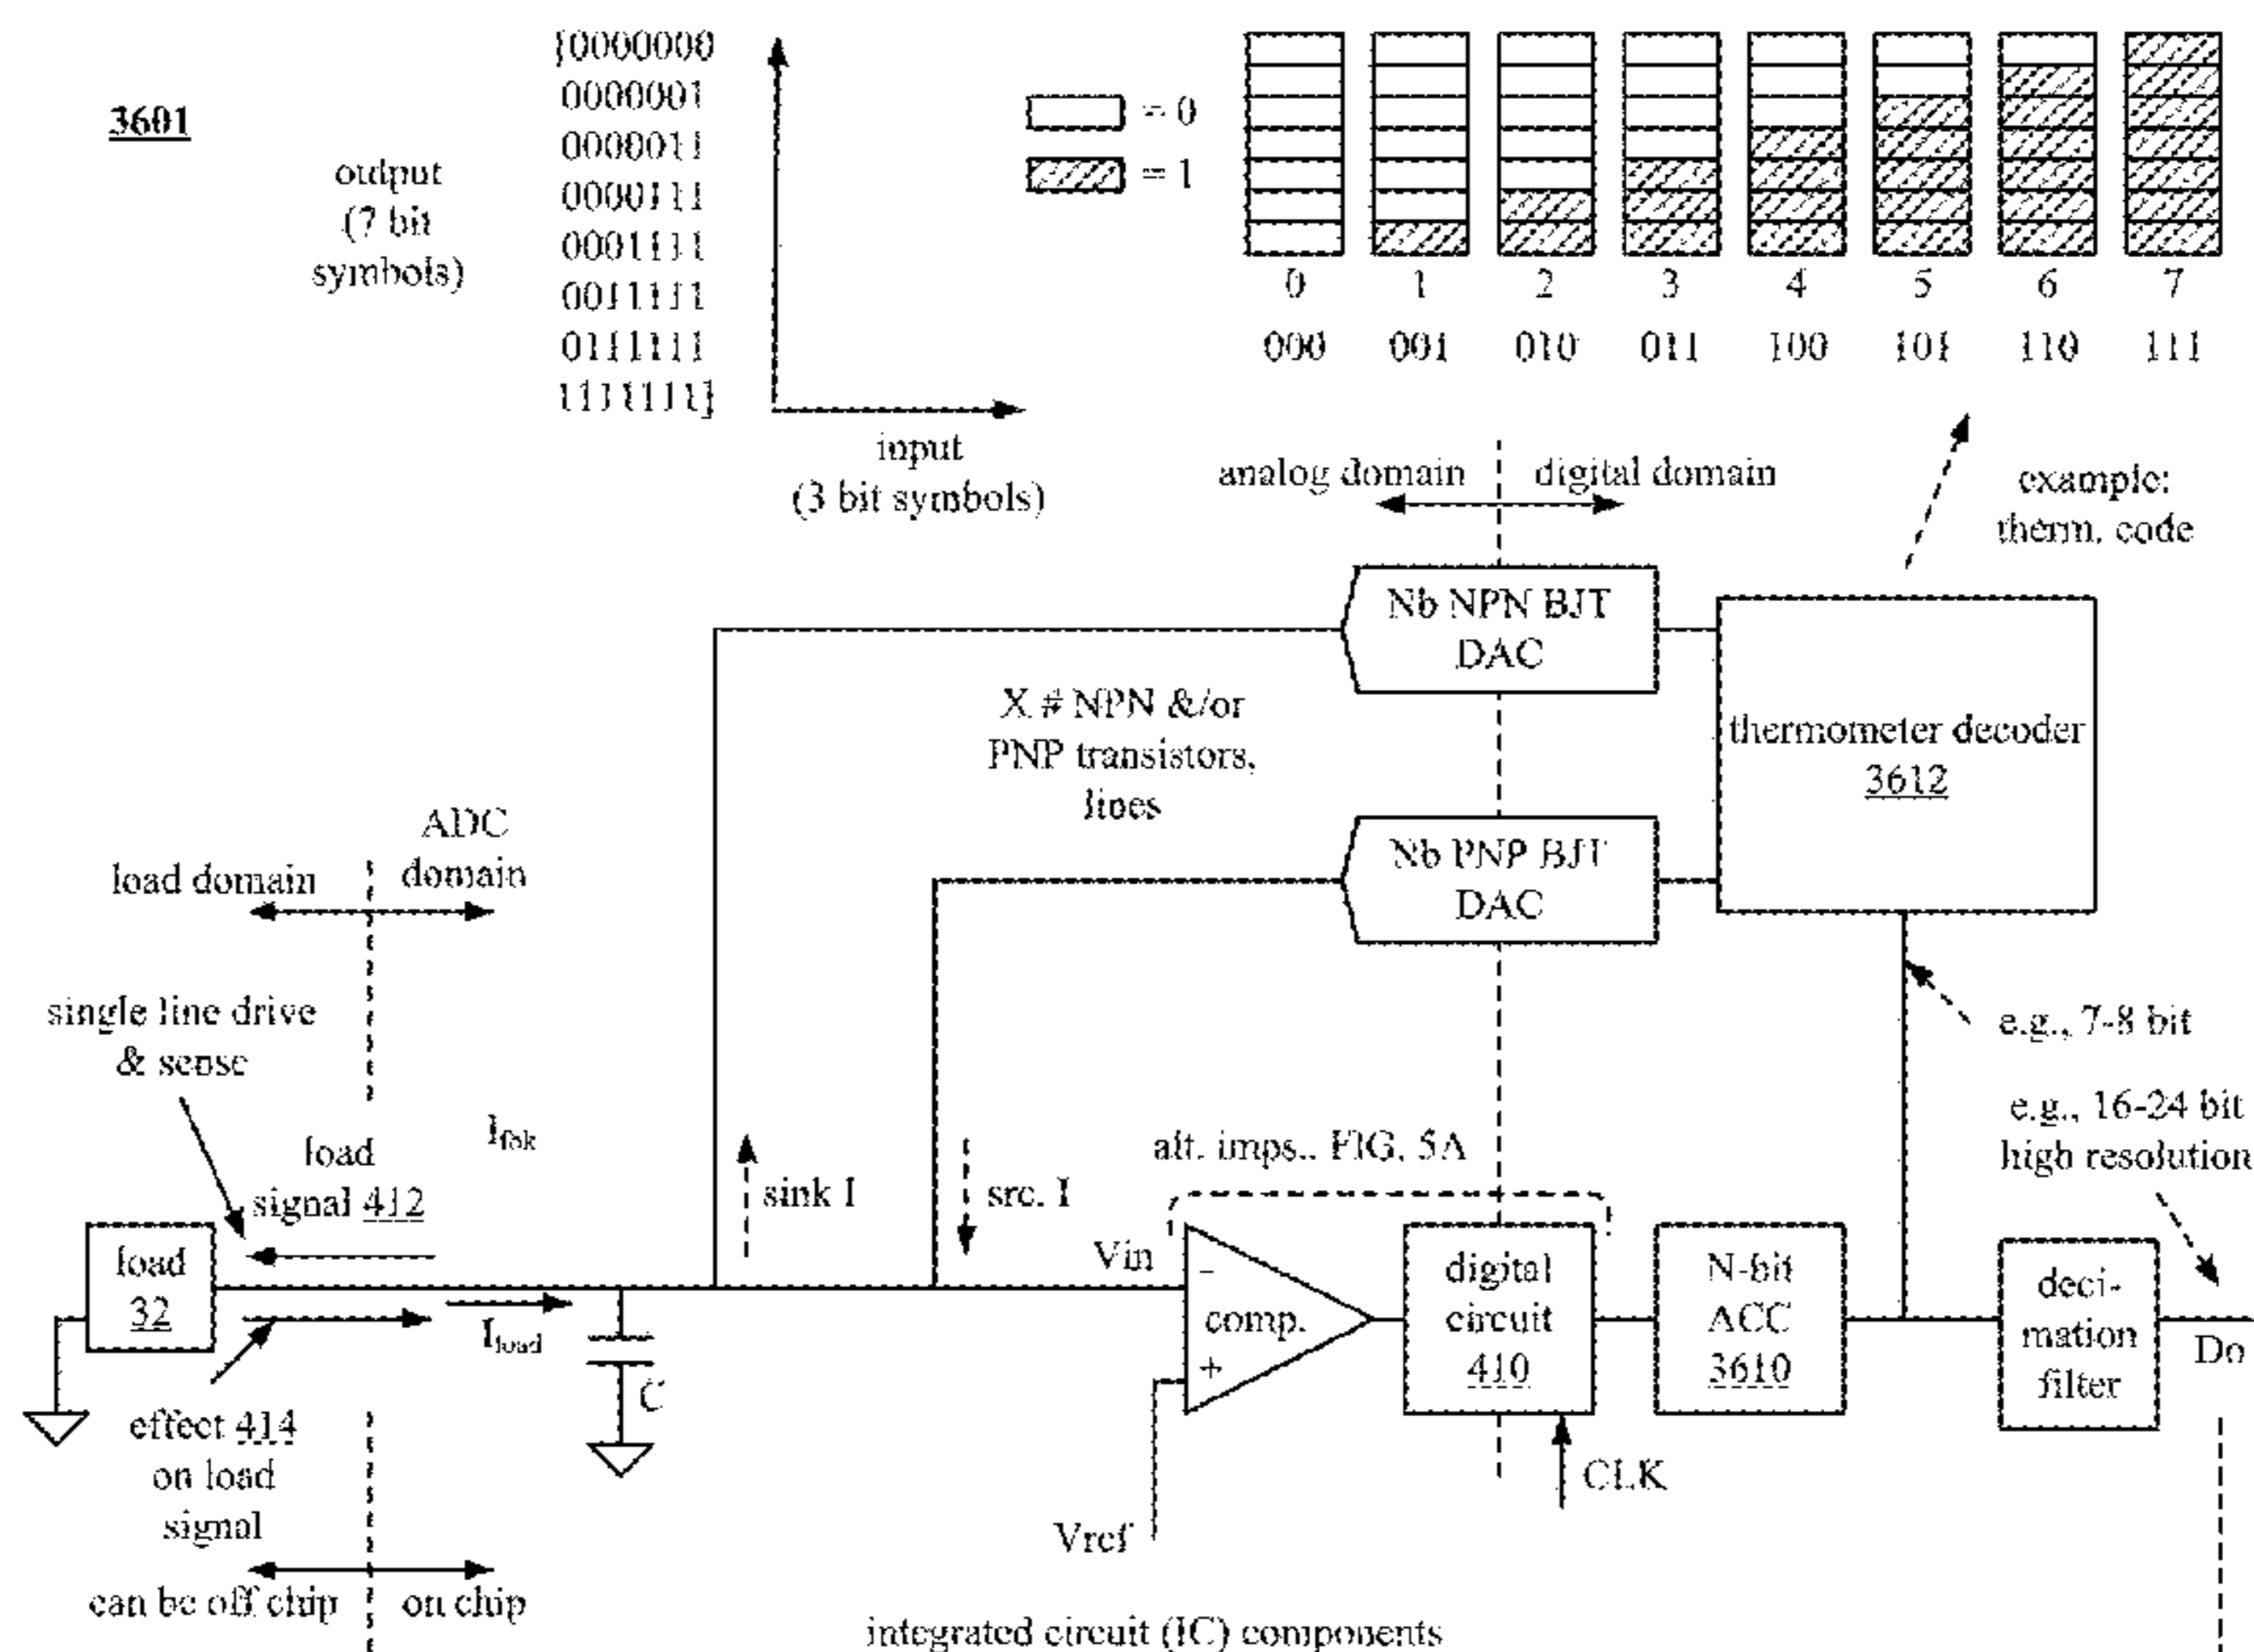 3601
output
(7 bit
symbols)
[0000000
0000001
0000011
0000111
0001111
0011111
0111111
1111111]
input
(3 bit symbols)
= 0
= 1
0 1 2 3 4 5 6 7
000 001 010 011 100 101 110 111
analog domain digital domain
example:
therm. code
Nb NPN BJT
DAC
X # NPN &/or
PNP transistors,
lines
thermometer decoder
3612
Nb PNP BJT
DAC
ADC
domain
load domain
single line drive
& sense
e.g., 7-8 bit
e.g., 16-24 bit
high resolution
load
signal 412
sink I
src. I
alt. imps., FIG. 5A
load
32
Iload
C
Vin
-
comp.
+
Vref
digital
circuit
410
CLK
N-bit
ACC
3610
deci-
mation
filter
Do
effect 414
on load
signal
can be off chip on chip
integrated circuit (IC) components